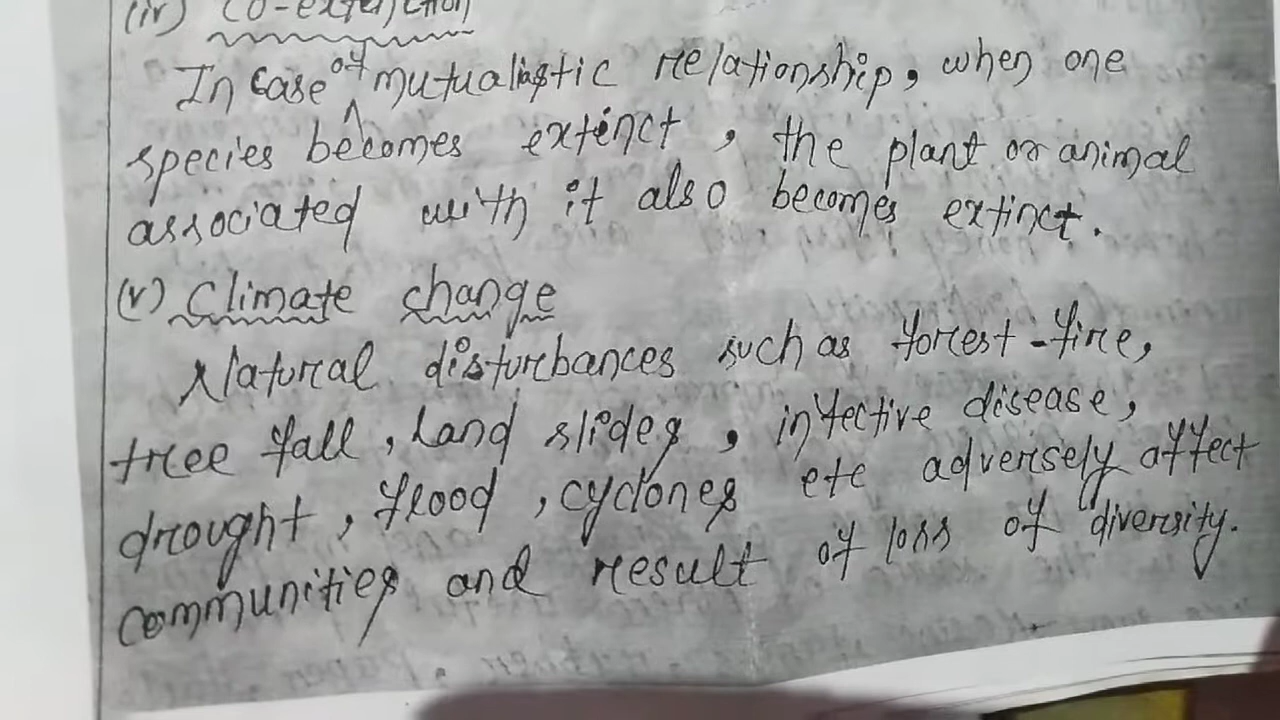 (iv) Co-extinction
In case of mutualistic relationship, when one
species becomes extinct, the plant or animal
associated with it also becomes extinct.
(v) Climate change
Natural disturbances such as forest-fire,
tree fall, Land slides, infective disease,
drought, flood, cyclones etc adversely affect
communities and result of loss of diversity.